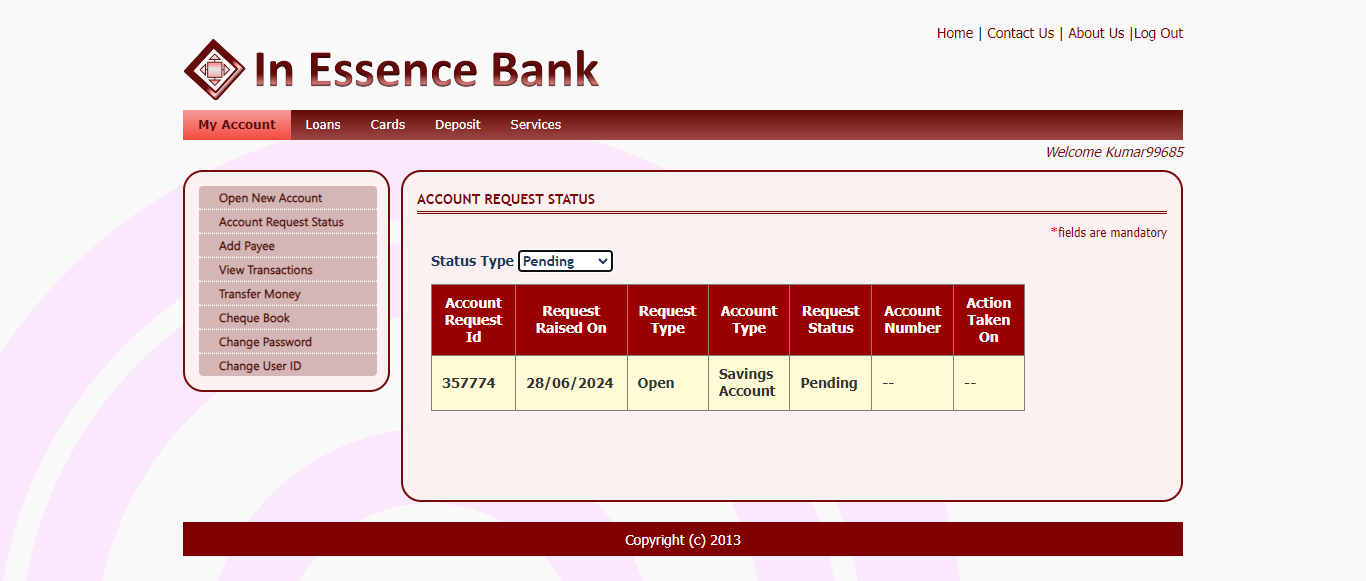 Home | Contact Us | About Us |Log Out
In Essence Bank
My Account Loans Cards Deposit Services
Welcome Kumar99685
Open New Account
Account Request Status
Add Payee
View Transactions
Transfer Money
Cheque Book
Change Password
Change User ID
ACCOUNT REQUEST STATUS
*fields are mandatory
Status Type Pending
Account Request Id Request Raised On Request Type Account Type Request Status Account Number Action Taken On
357774 28/06/2024 Open Savings Account Pending -- --
Copyright (c) 2013